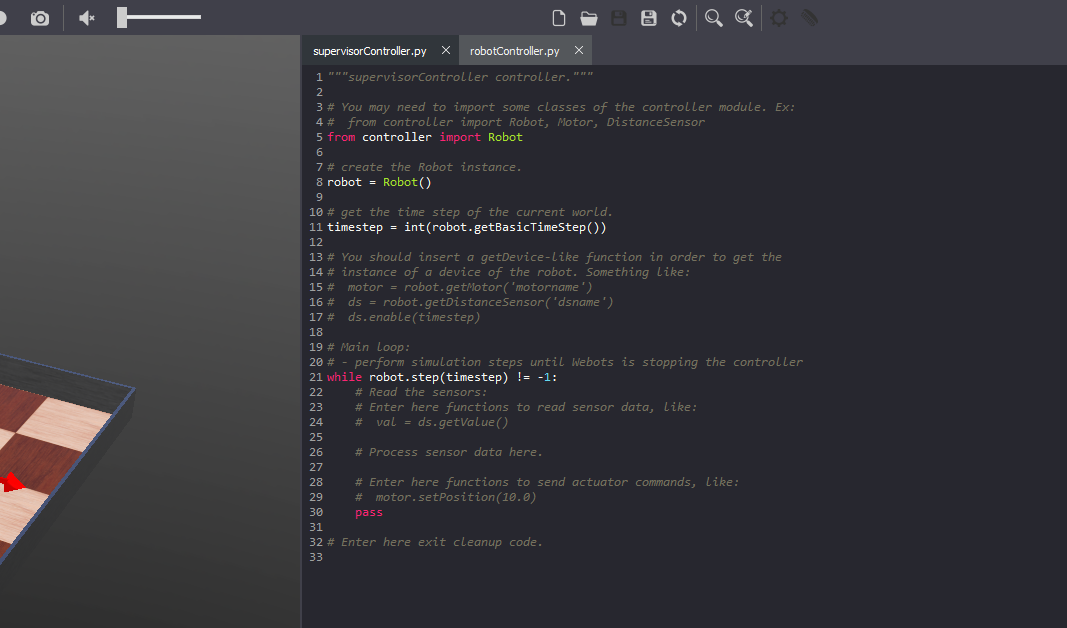 supervisorController.py
robotController.py
1 """supervisorController controller."""
2
3 # You may need to import some classes of the controller module. Ex:
4 #  from controller import Robot, Motor, DistanceSensor
5 from controller import Robot
6
7 # create the Robot instance.
8 robot = Robot()
9
10 # get the time step of the current world.
11 timestep = int(robot.getBasicTimeStep())
12
13 # You should insert a getDevice-like function in order to get the
14 # instance of a device of the robot. Something like:
15 #  motor = robot.getMotor('motorname')
16 #  ds = robot.getDistanceSensor('dsname')
17 #  ds.enable(timestep)
18
19 # Main loop:
20 # - perform simulation steps until Webots is stopping the controller
21 while robot.step(timestep) != -1:
22     # Read the sensors:
23     # Enter here functions to read sensor data, like:
24     #  val = ds.getValue()
25
26     # Process sensor data here.
27
28     # Enter here functions to send actuator commands, like:
29     #  motor.setPosition(10.0)
30     pass
31
32 # Enter here exit cleanup code.
33